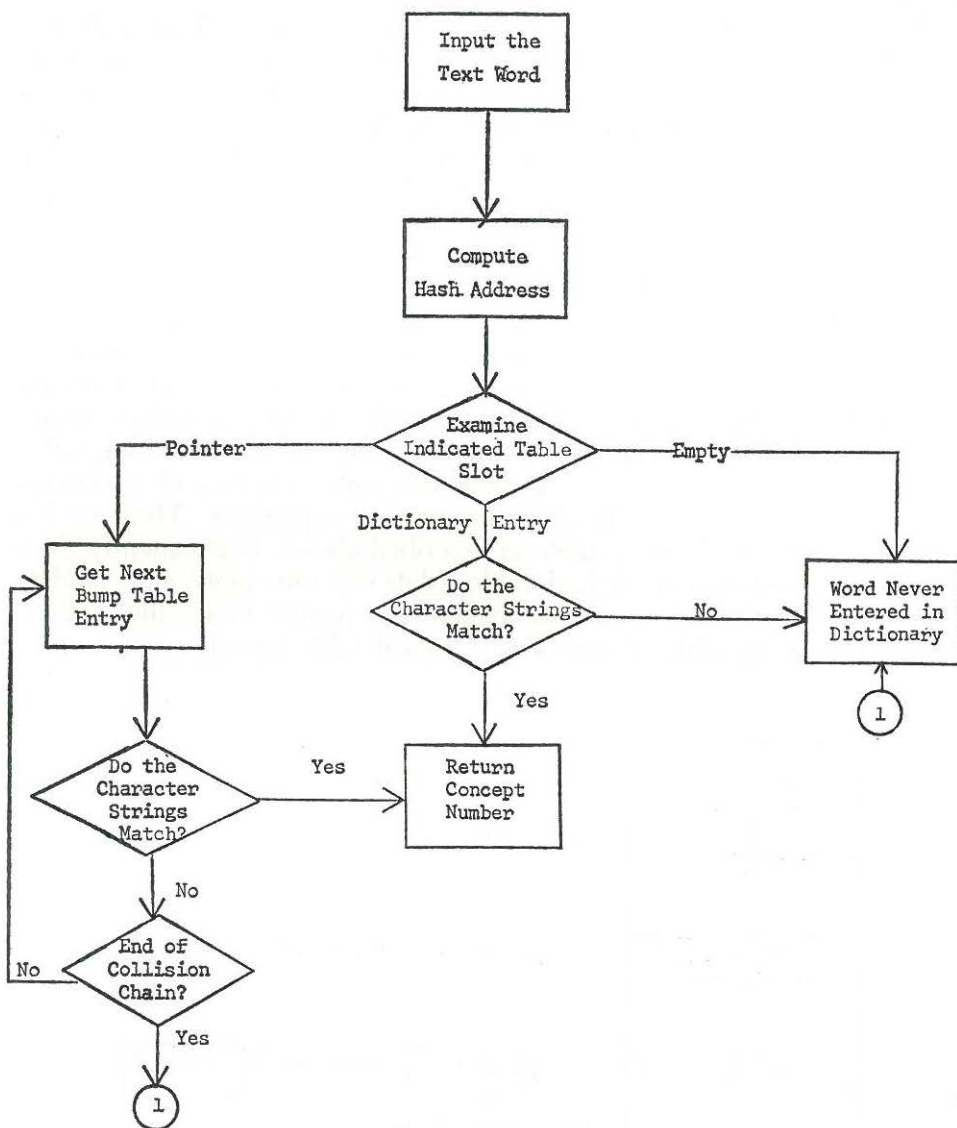 Input the
Text Word
Compute
Hash Address
Examine
Indicated Table
Slot
Pointer
Empty
Dictionary Entry
Get Next
Bump Table
Entry
Do the
Character Strings
Match?
No
Word Never
Entered in
Dictionary
1
Yes
Do the
Character
Strings
Match?
Yes
Return
Concept
Number
No
End of
Collision
Chain?
No
Yes
1